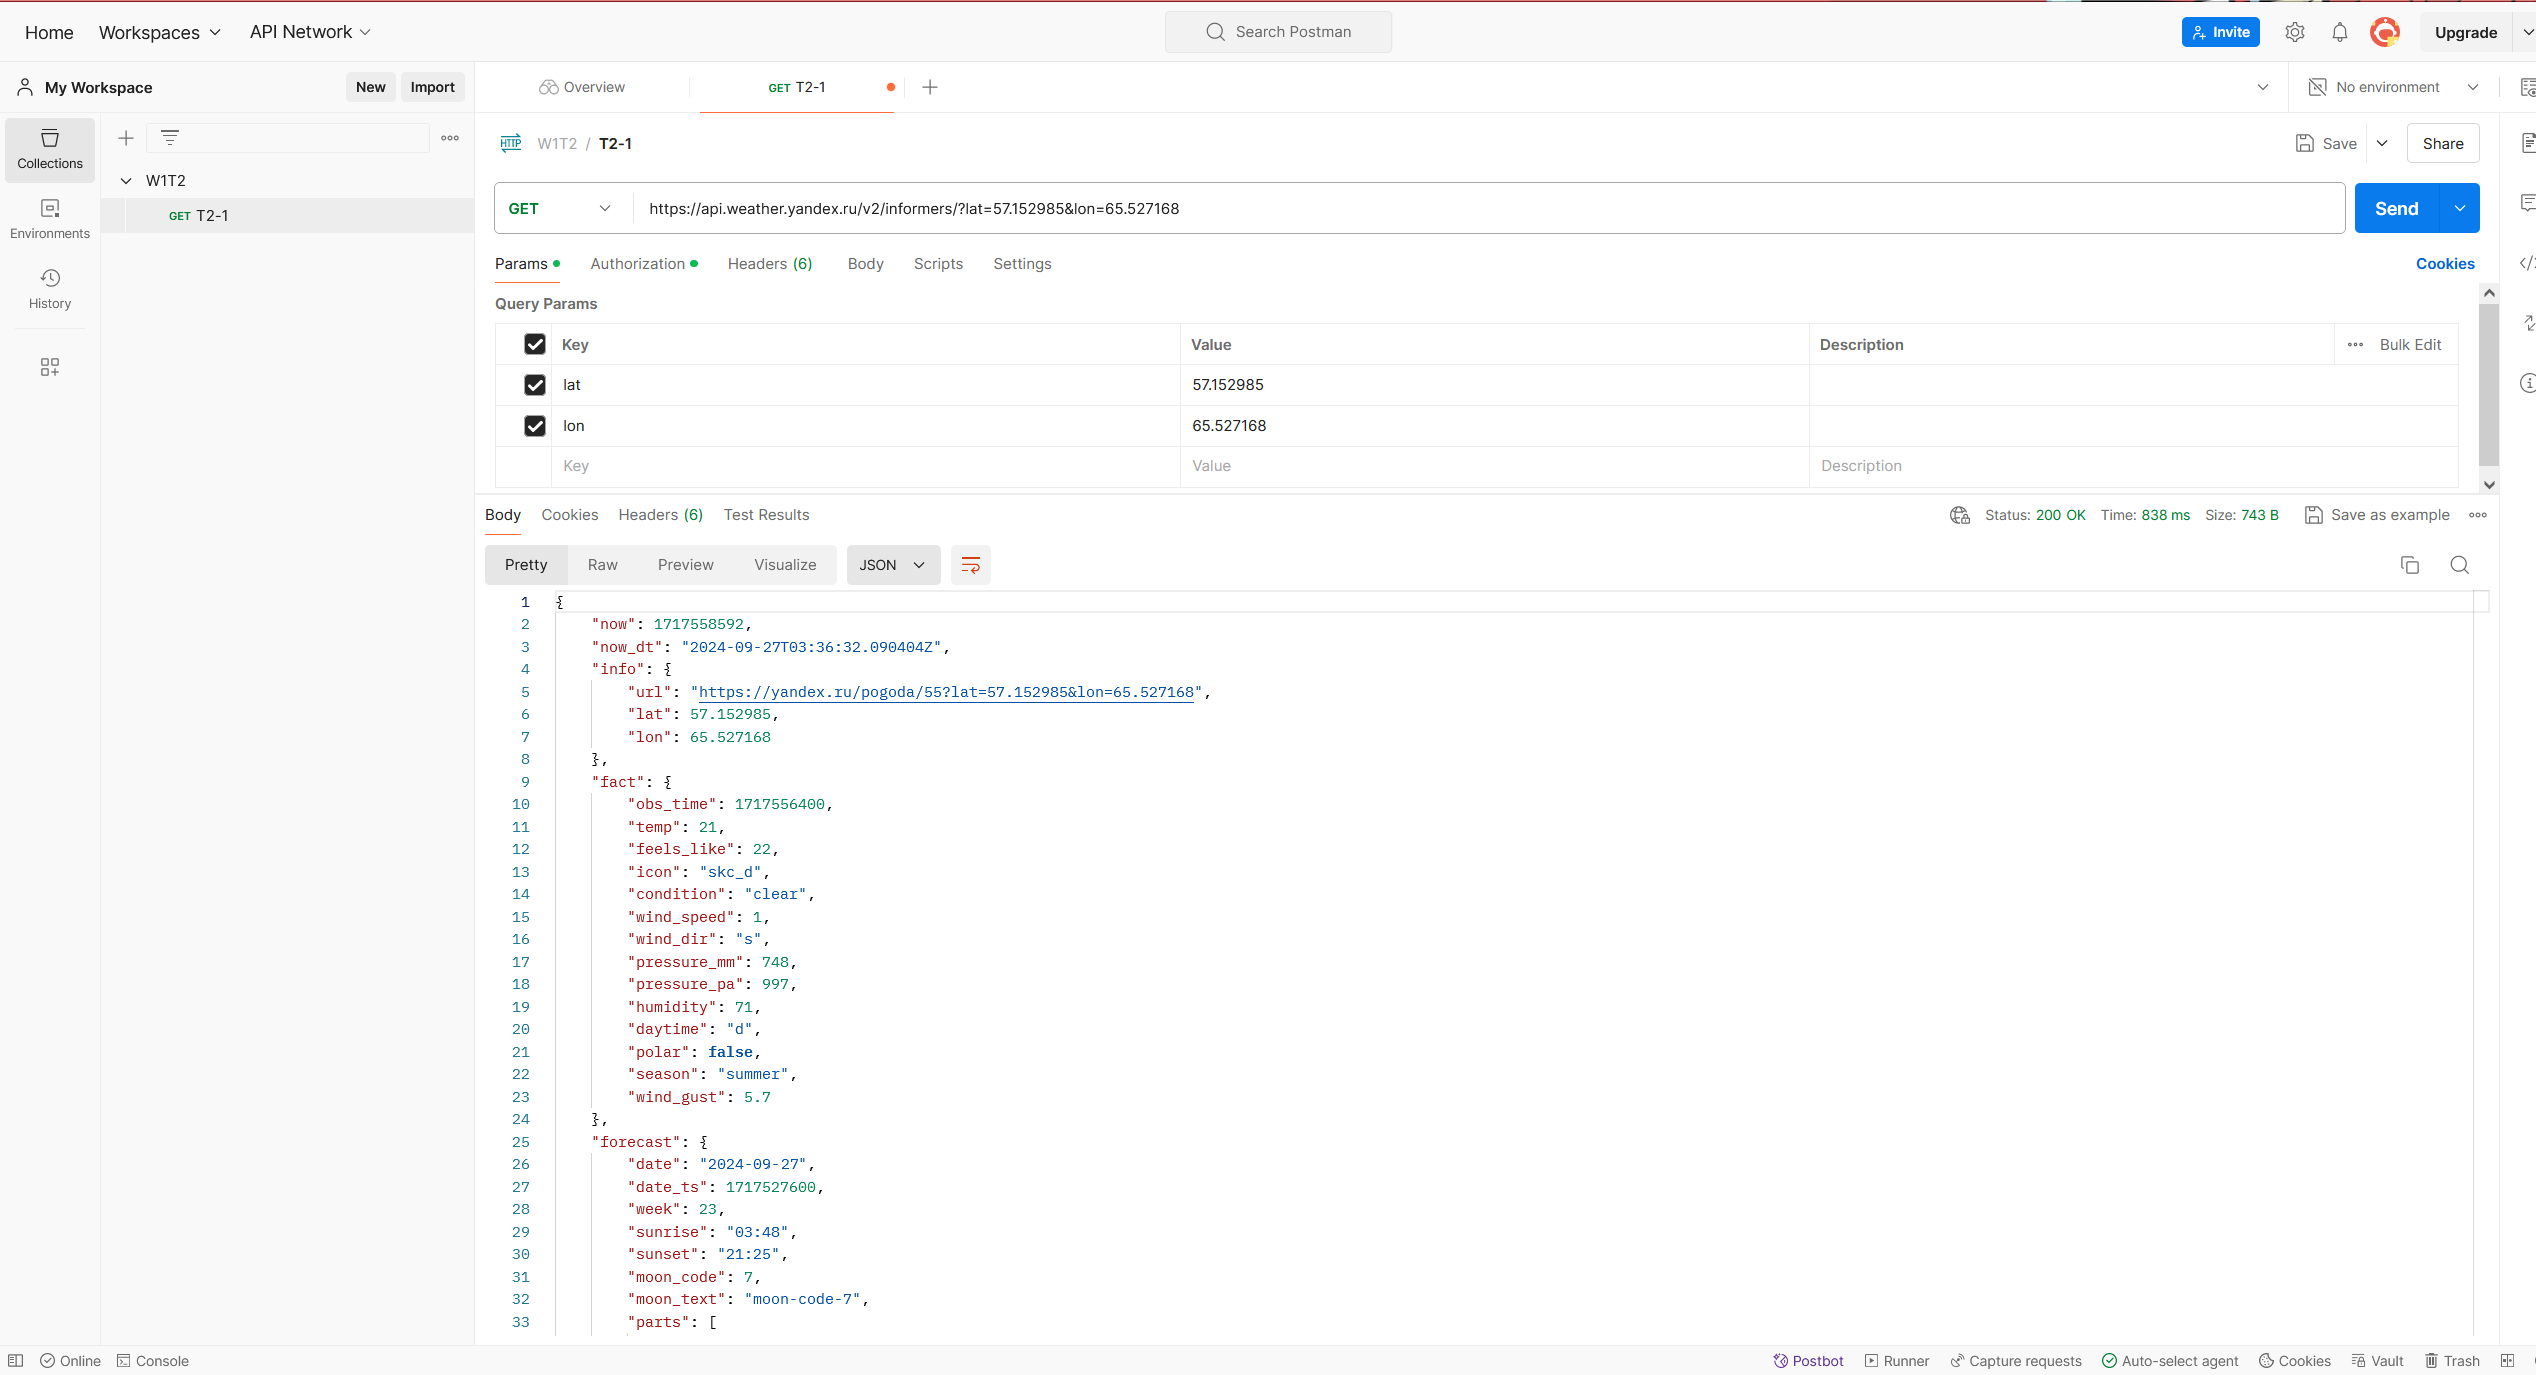 Home Workspaces API Network Search Postman Invite Upgrade
My Workspace New Import Overview GET T2-1 No environment
Collections
Environments
History
W1T2
GET T2-1
W1T2 / T2-1 Save Share
GET https://api.weather.yandex.ru/v2/informers/?lat=57.152985&lon=65.527168 Send
Params Authorization Headers (6) Body Scripts Settings Cookies
Query Params
Key Value Description Bulk Edit
lat 57.152985
lon 65.527168
Key Value Description
Body Cookies Headers (6) Test Results Status: 200 OK Time: 838 ms Size: 743 B Save as example
Pretty Raw Preview Visualize JSON
1 {
2 "now": 1717558592,
3 "now_dt": "2024-09-27T03:36:32.090404Z",
4 "info": {
5 "url": "https://yandex.ru/pogoda/55?lat=57.152985&lon=65.527168",
6 "lat": 57.152985,
7 "lon": 65.527168
8 },
9 "fact": {
10 "obs_time": 1717556400,
11 "temp": 21,
12 "feels_like": 22,
13 "icon": "skc_d",
14 "condition": "clear",
15 "wind_speed": 1,
16 "wind_dir": "s",
17 "pressure_mm": 748,
18 "pressure_pa": 997,
19 "humidity": 71,
20 "daytime": "d",
21 "polar": false,
22 "season": "summer",
23 "wind_gust": 5.7
24 },
25 "forecast": {
26 "date": "2024-09-27",
27 "date_ts": 1717527600,
28 "week": 23,
29 "sunrise": "03:48",
30 "sunset": "21:25",
31 "moon_code": 7,
32 "moon_text": "moon-code-7",
33 "parts": [
Online Console Postbot Runner Capture requests Auto-select agent Cookies Vault Trash